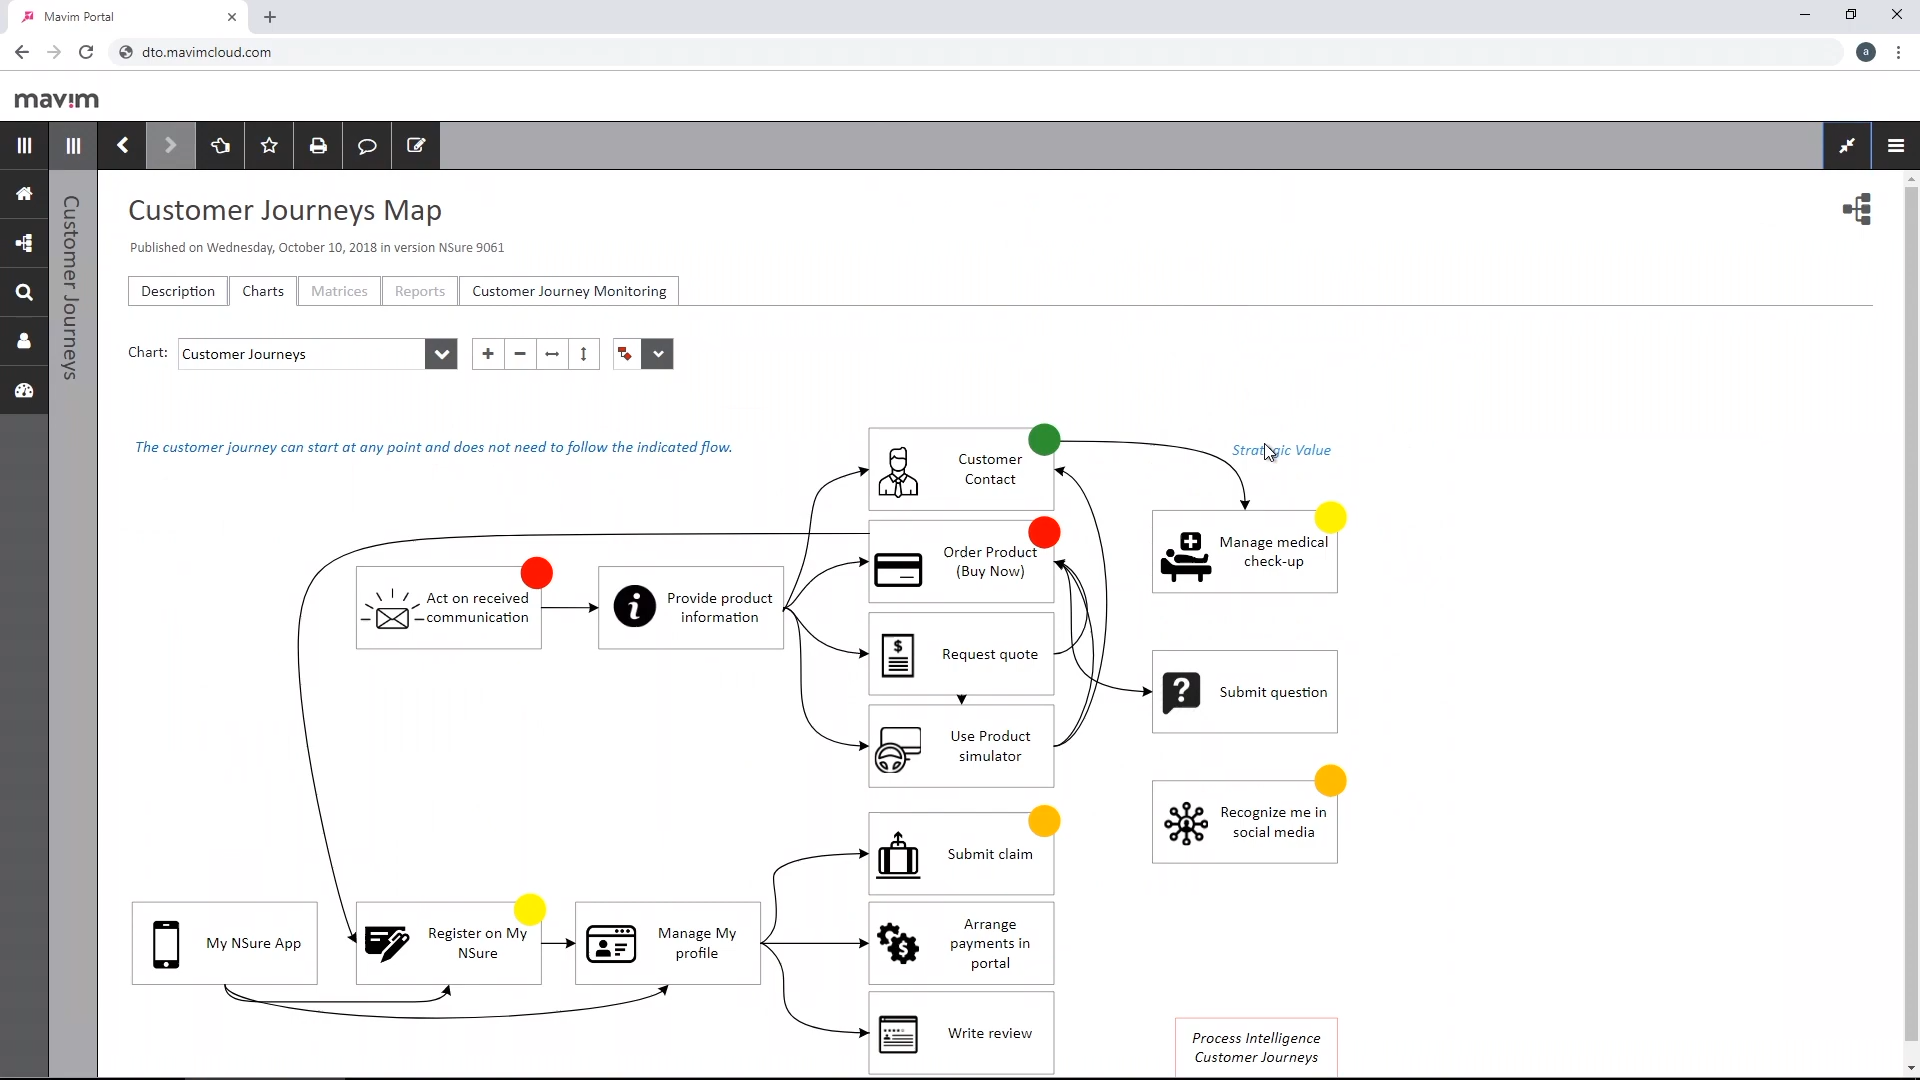 Mavim Portal
dto.mavimcloud.com
a
mavim
Customer Journeys
Customer Journeys Map
Published on Wednesday, October 10, 2018 in version NSure 9061
Description
Charts
Matrices
Reports
Customer Journey Monitoring
Chart:
Customer Journeys
The customer journey can start at any point and does not need to follow the indicated flow.
Strategic Value
Customer
Contact
Order Product
(Buy Now)
Manage medical
check-up
Act on received
communication
Provide product
information
Request quote
Submit question
Use Product
simulator
Recognize me in
social media
Submit claim
My NSure App
Register on My
NSure
Manage My
profile
Arrange
payments in
portal
Write review
Process Intelligence
Customer Journeys